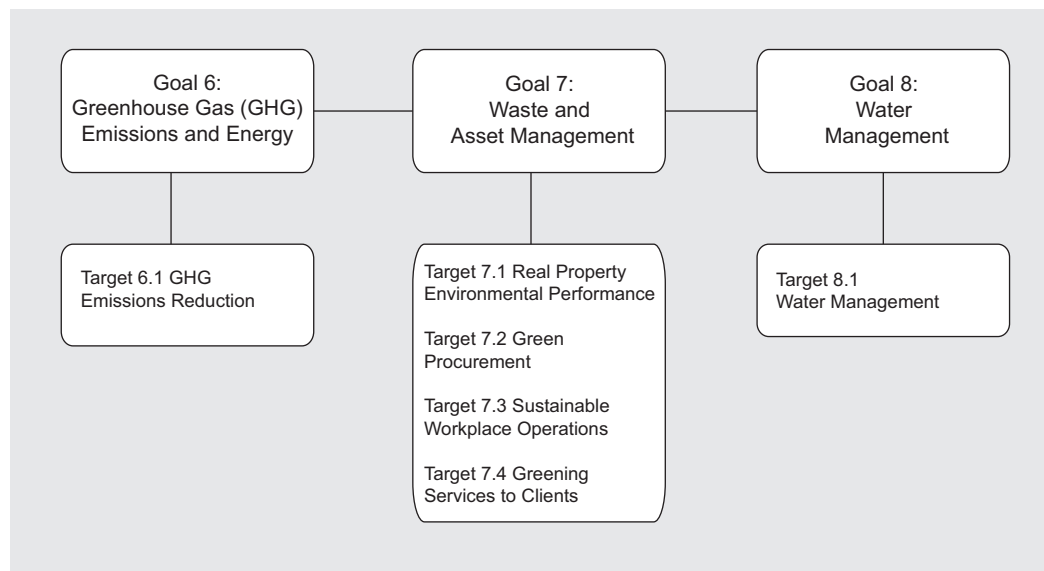 Goal 6:
Greenhouse Gas (GHG)
Emissions and Energy
Goal 7:
Waste and
Asset Management
Goal 8:
Water
Management
Target 6.1 GHG
Emissions Reduction
Target 7.1 Real Property
Environmental Performance
Target 7.2 Green
Procurement
Target 7.3 Sustainable
Workplace Operations
Target 7.4 Greening
Services to Clients
Target 8.1
Water Management